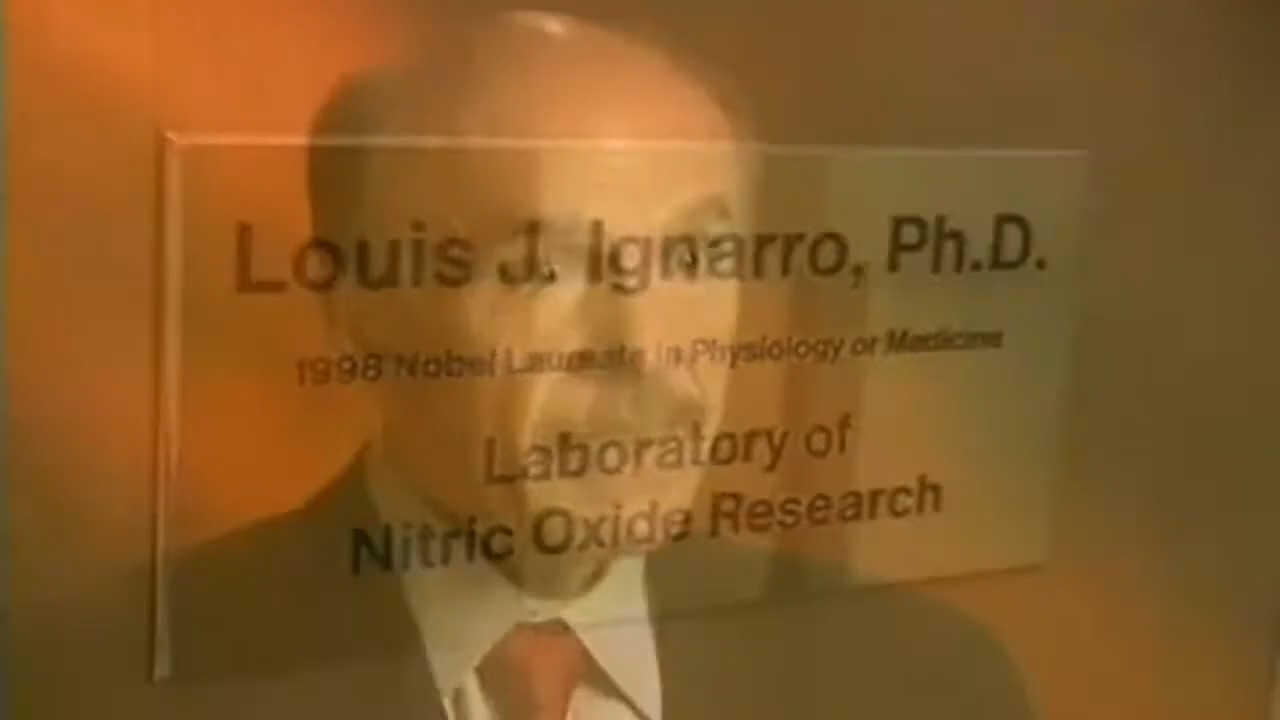 Louis J. Ignarro, Ph.D.
1998 Nobel Laureate in Physiology or Medicine
Laboratory of
Nitric Oxide Research